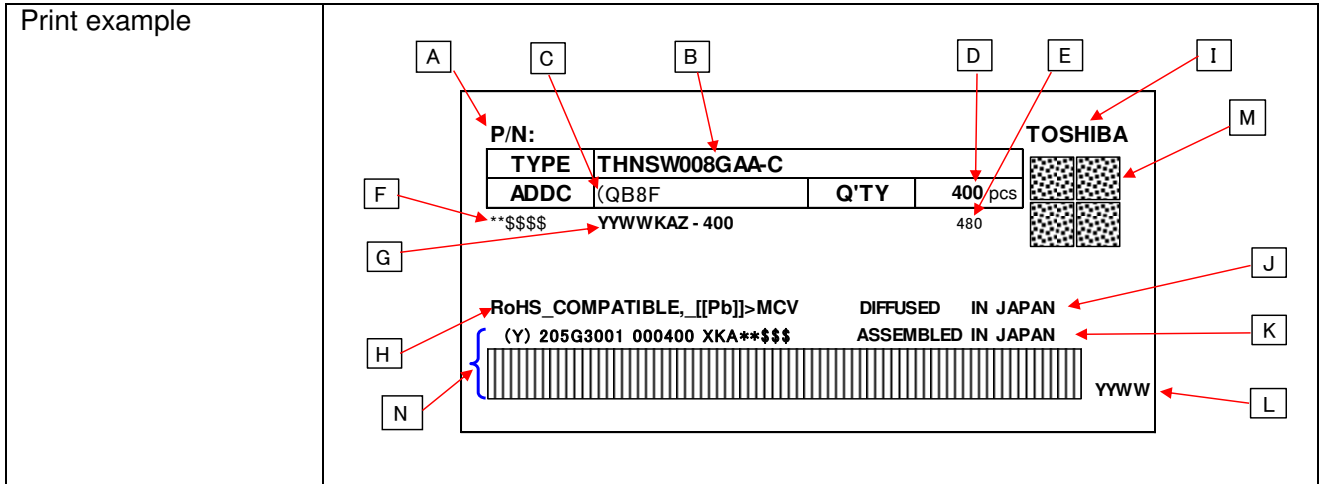 Print example
A
C
B
D
E
I
M
P/N:
TOSHIBA
TYPE THNSW008GAA-C
ADDC (QB8F Q'TY 400 pcs
F
**$$$$ YYWWKAZ - 400 480
G
J
RoHS_COMPATIBLE,_[[Pb]]>MCV DIFFUSED IN JAPAN
(Y) 205G3001 000400 XKA**$$$ ASSEMBLED IN JAPAN
K
H
YYWW
N
L